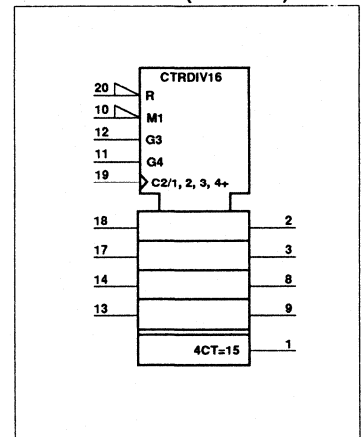 CTRDIV16
20 R
10 M1
12 G3
11 G4
19 C2/1, 2, 3, 4+
18 2
17 3
14 8
13 9
4CT=15 1